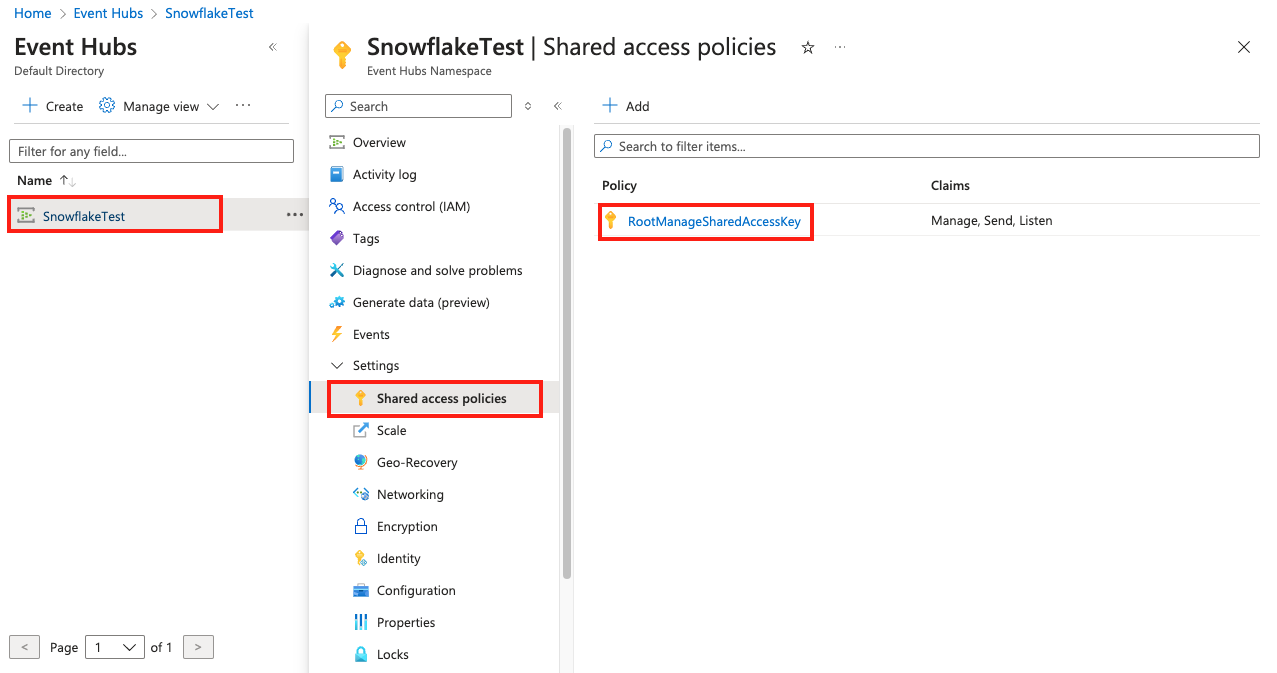 Home > Event Hubs > SnowflakeTest
Event Hubs
Default Directory
Create Manage view
Filter for any field...
Name
SnowflakeTest
< Page 1 of 1 >
SnowflakeTest | Shared access policies
Event Hubs Namespace
Search
Overview
Activity log
Access control (IAM)
Tags
Diagnose and solve problems
Generate data (preview)
Events
Settings
Shared access policies
Scale
Geo-Recovery
Networking
Encryption
Identity
Configuration
Properties
Locks
Add
Search to filter items...
Policy Claims
RootManageSharedAccessKey Manage, Send, Listen